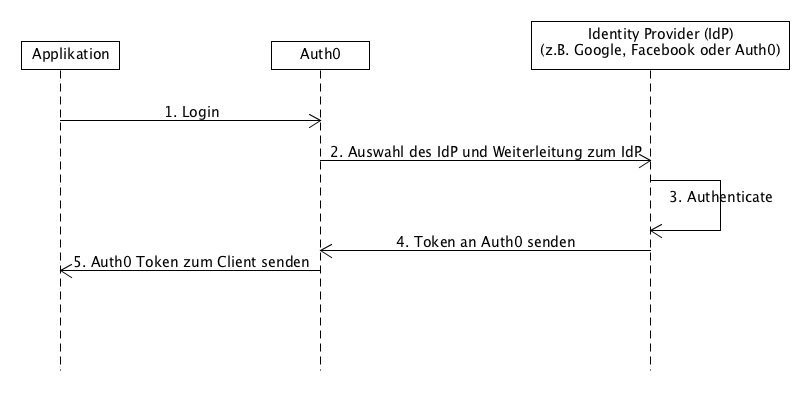 Applikation
Auth0
Identity Provider (IdP)
(z.B. Google, Facebook oder Auth0)
1. Login
2. Auswahl des IdP und Weiterleitung zum IdP
3. Authenticate
4. Token an Auth0 senden
5. Auth0 Token zum Client senden